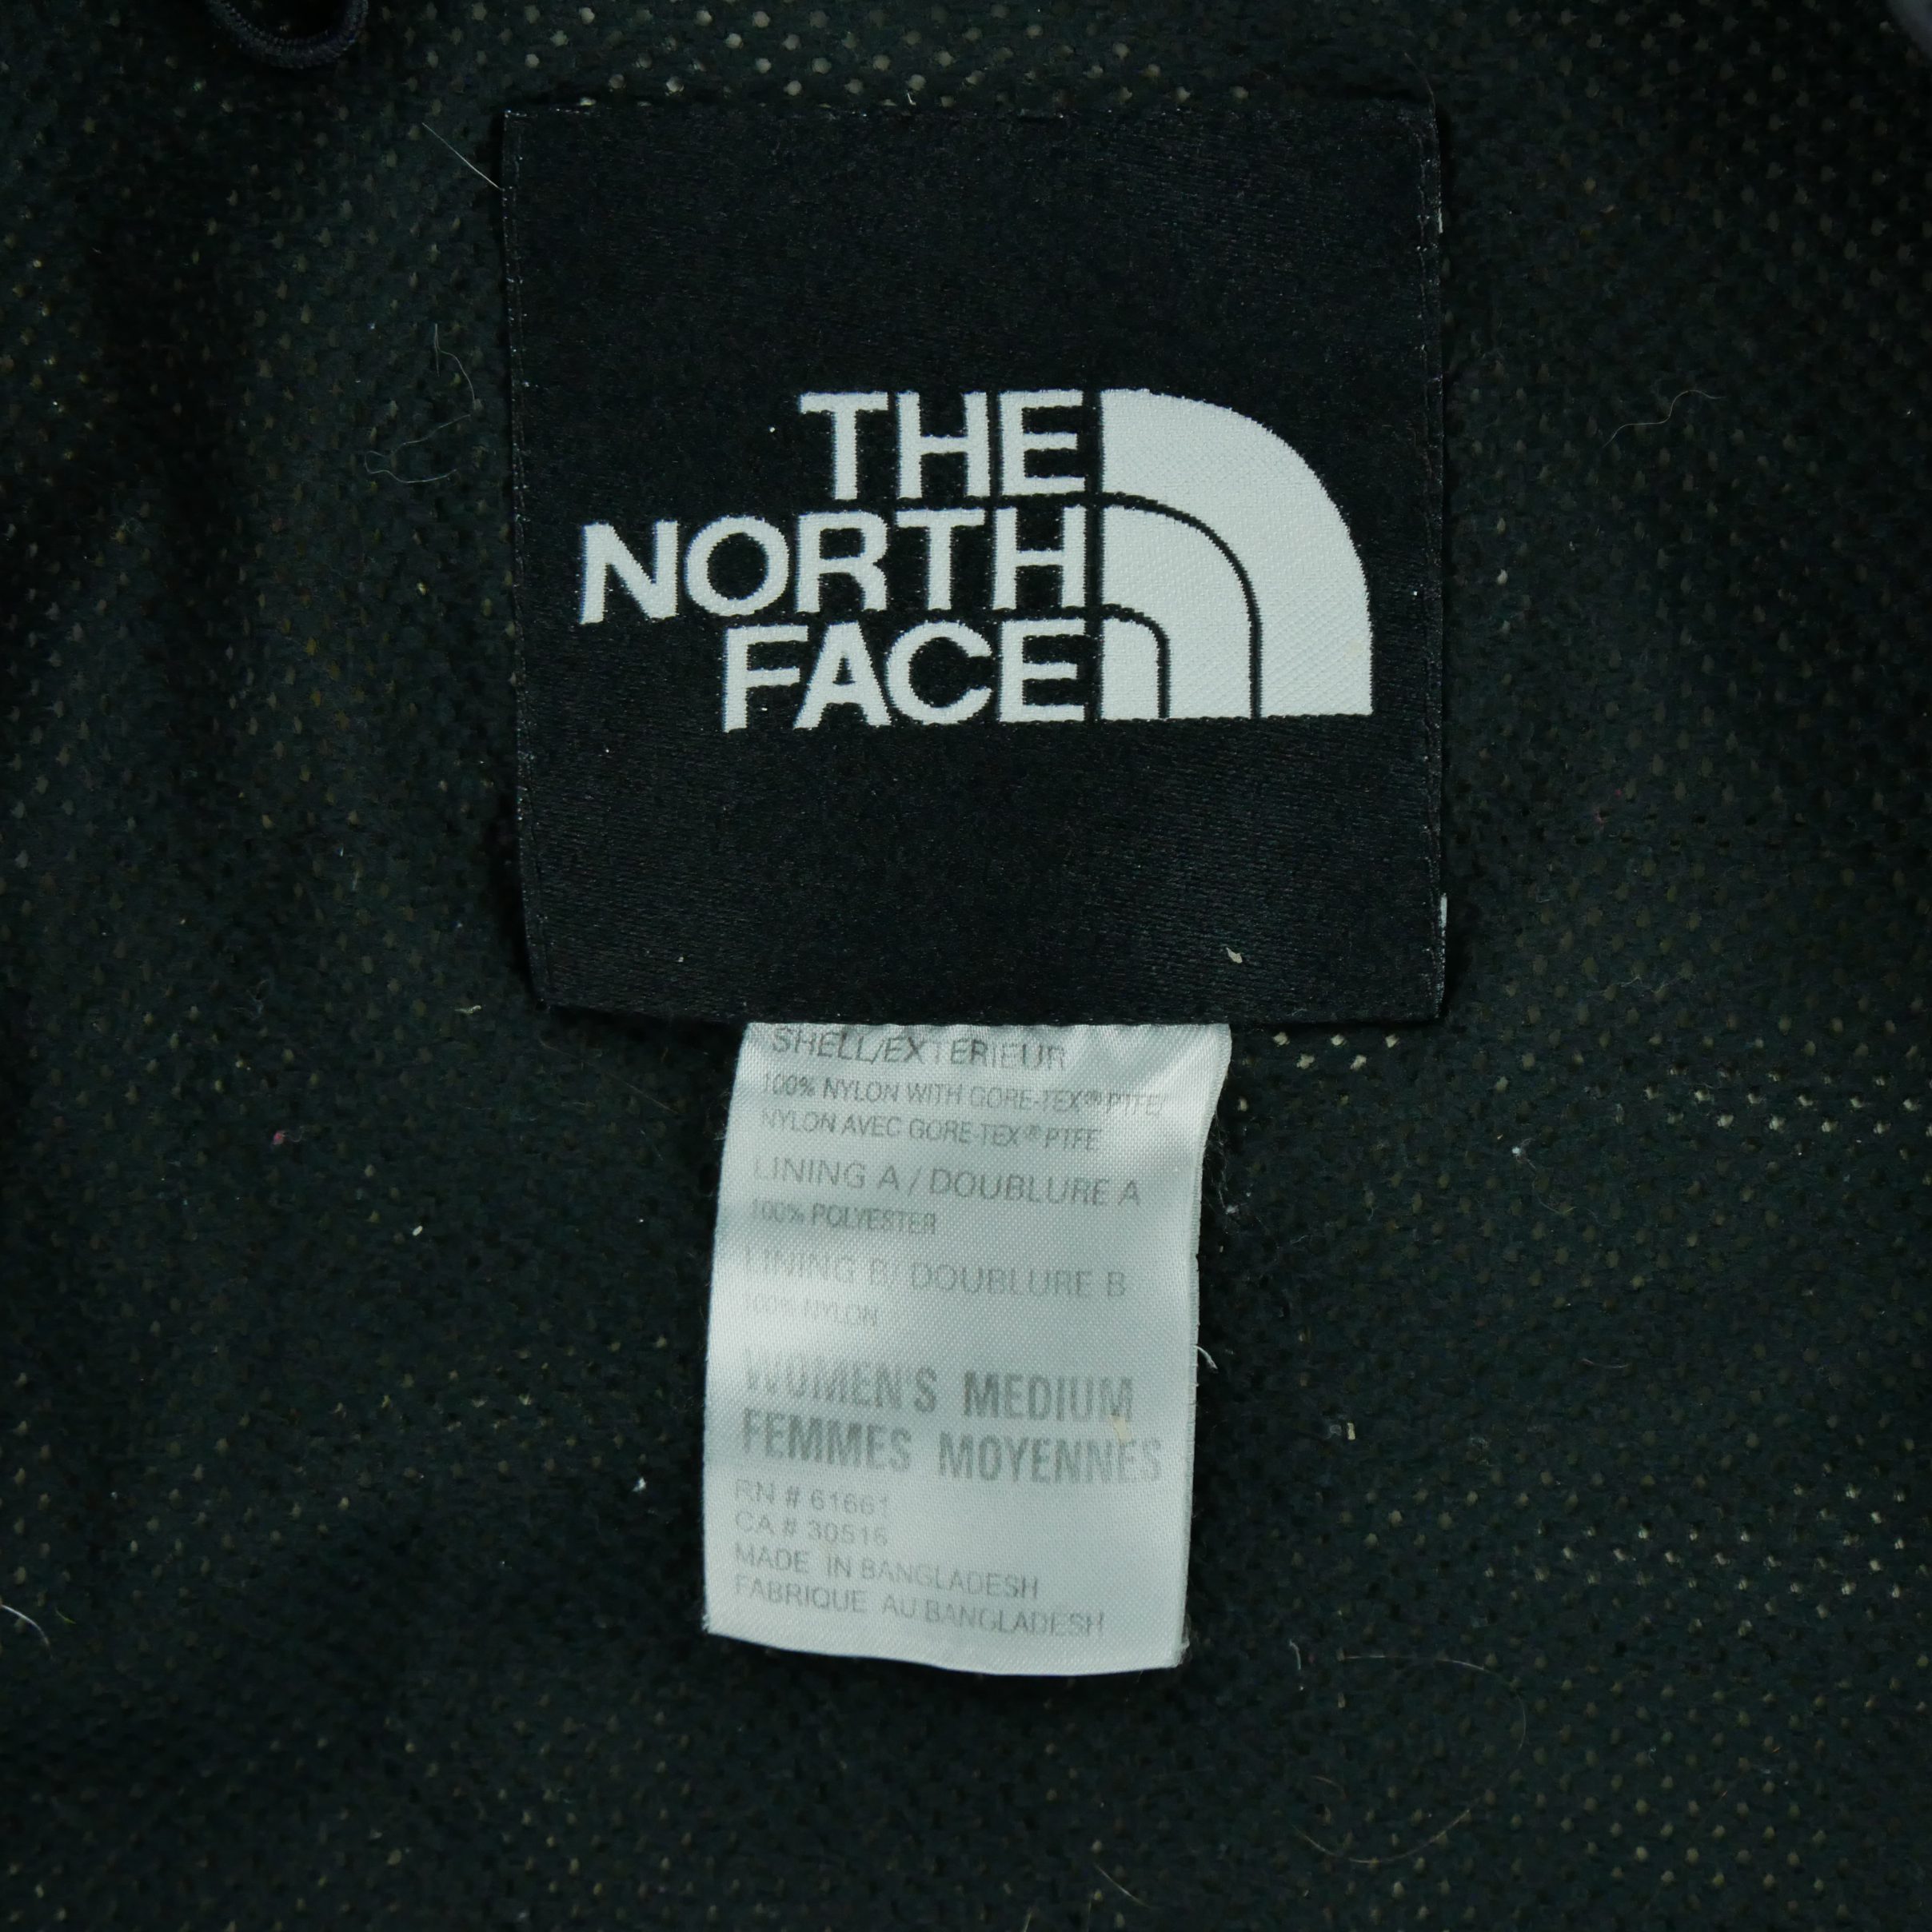 THE
NORTH
FACE
SHELL/EXTERIEUR
100% NYLON WITH GORE-TEX® PTFE/
NYLON AVEC GORE-TEX® PTFE
LINING A / DOUBLURE A
100% POLYESTER
LINING B/ DOUBLURE B
100% NYLON
WOMEN'S MEDIUM
FEMMES MOYENNES
RN # 61661
CA # 30516
MADE IN BANGLADESH
FABRIQUE AU BANGLADESH